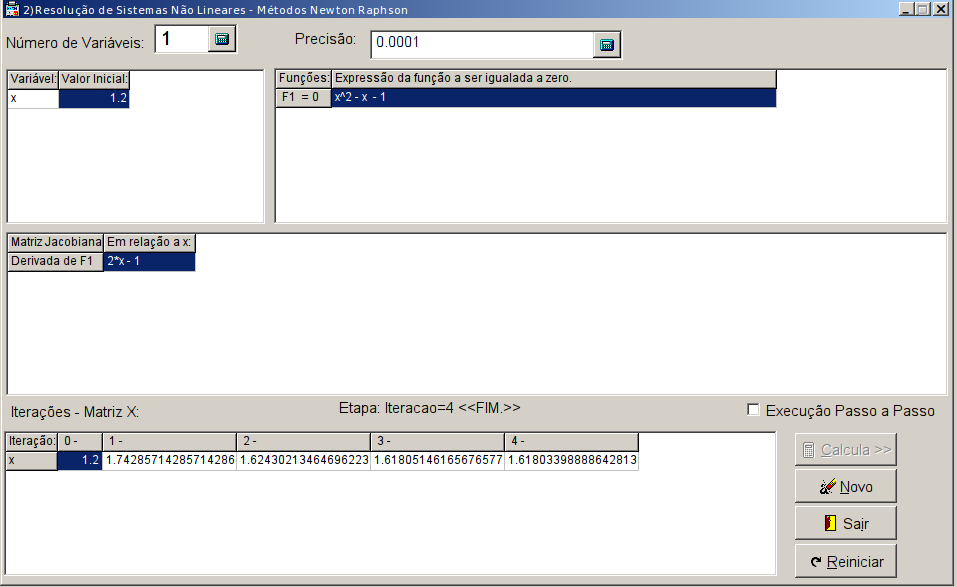 2)Resolução de Sistemas Não Lineares - Métodos Newton Raphson
Número de Variáveis: 1 Precisão: 0.0001
Variável: Valor Inicial:
x 1.2
Funções: Expressão da função a ser igualada a zero.
F1 = 0 x^2 - x - 1
Matriz Jacobiana Em relação a x:
Derivada de F1 2*x - 1
Iterações - Matriz X: Etapa: Iteracao=4 <<FIM.>> Execução Passo a Passo
Iteração: 0 - 1 - 2 - 3 - 4 -
x 1.2 1.74285714285714286 1.62430213464696223 1.61805146165676577 1.61803398888642813
Calcula >>
Novo
Sair
Reiniciar